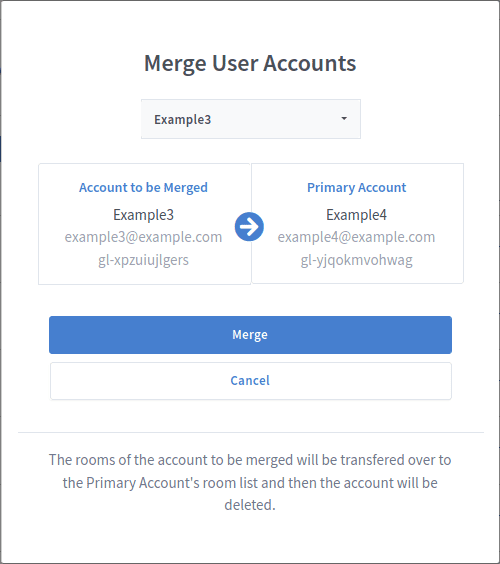 Merge User Accounts
Example3
Account to be Merged
Example3
example3@example.com
gl-xpzuiujlgers
Primary Account
Example4
example4@example.com
gl-yjqokmvohwag
Merge
Cancel
The rooms of the account to be merged will be transfered over to
the Primary Account's room list and then the account will be
deleted.